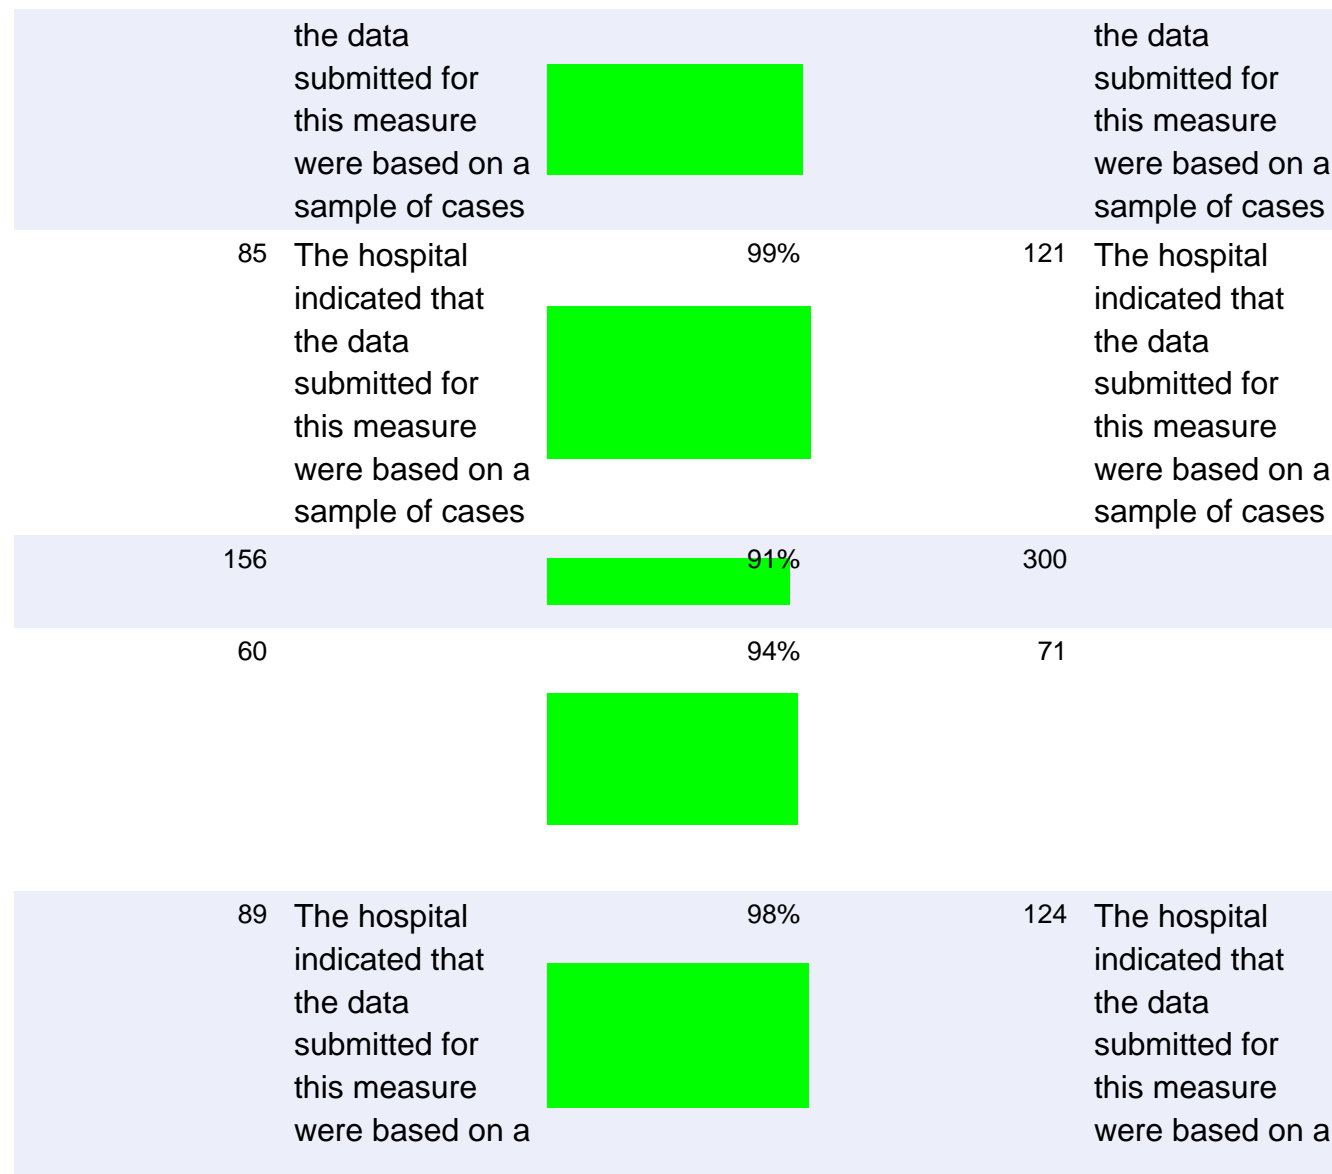 the data
submitted for
this measure
were based on a
sample of cases
the data
submitted for
this measure
were based on a
sample of cases
85
The hospital
indicated that
the data
submitted for
this measure
were based on a
sample of cases
99%
121
The hospital
indicated that
the data
submitted for
this measure
were based on a
sample of cases
156
91%
300
60
94%
71
89
The hospital
indicated that
the data
submitted for
this measure
were based on a
98%
124
The hospital
indicated that
the data
submitted for
this measure
were based on a